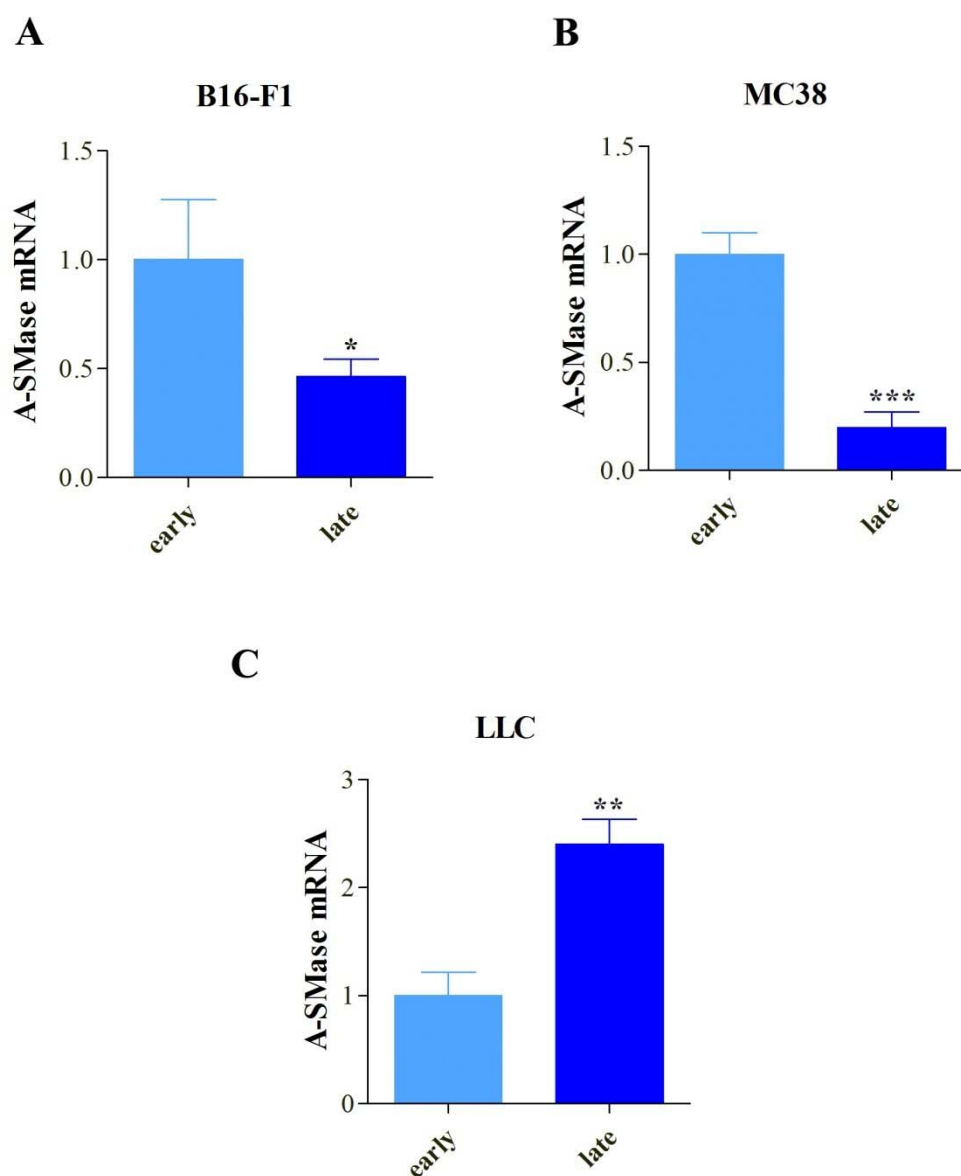 A
B16-F1
A-SMase mRNA
1.5
1.0
0.5
0.0
*
early
late
B
MC38
A-SMase mRNA
1.5
1.0
0.5
0.0
***
early
late
C
LLC
A-SMase mRNA
3
2
1
0
**
early
late